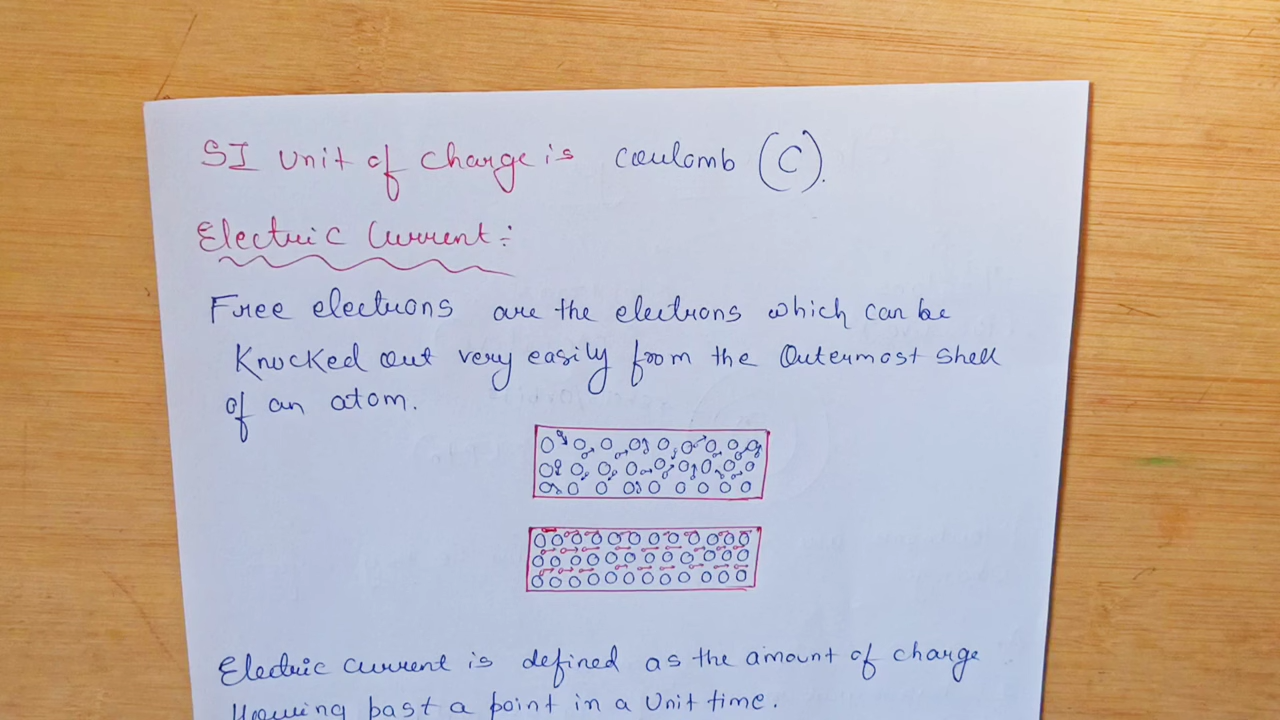 SI unit of charge is coulomb (C).
Electric Current :-
Free electrons are the electrons which can be
Knocked out very easily from the Outermost shell
of an atom.
Electric current is defined as the amount of charge
flowing past a point in a unit time.